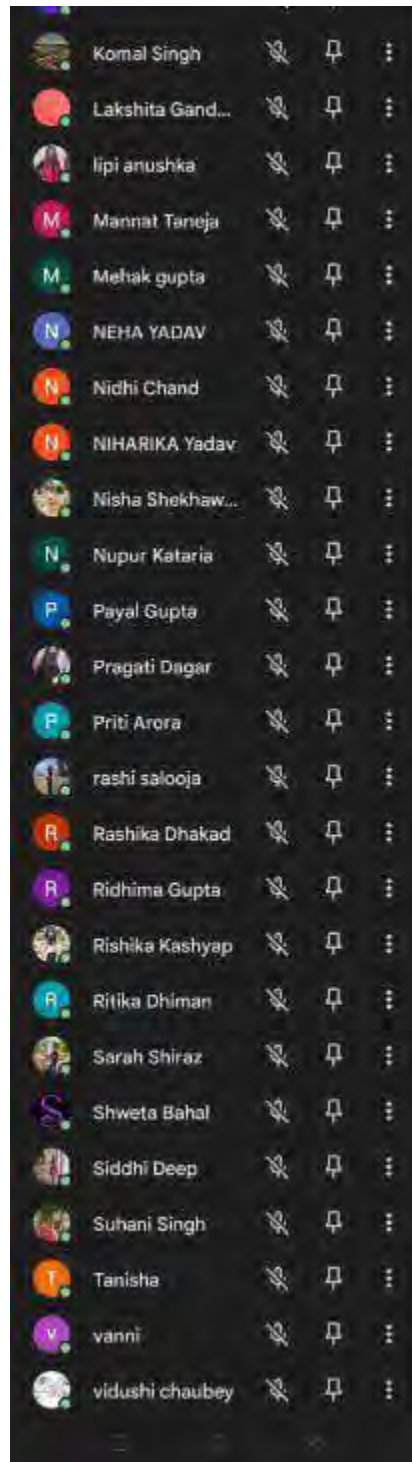 Komal Singh
Lakshita Gand...
lipi anushka
M Mannat Taneja
M Mehak gupta
N NEHA YADAV
N Nidhi Chand
N NIHARIKA Yadav
Nisha Shekhaw...
N Nupur Kataria
P Payal Gupta
Pragati Dagar
P Priti Arora
rashi salooja
R Rashika Dhakad
R Ridhima Gupta
Rishika Kashyap
R Ritika Dhiman
Sarah Shiraz
S Shweta Bahal
Siddhi Deep
Suhani Singh
T Tanisha
v vanni
vidushi chaubey